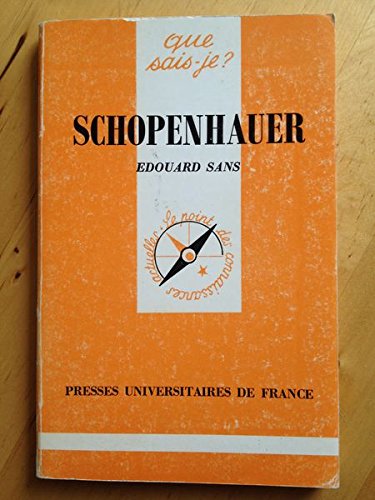 que
sais-je?
SCHOPENHAUER
EDOUARD SANS
le point des connaissances actuelles
PRESSES UNIVERSITAIRES DE FRANCE